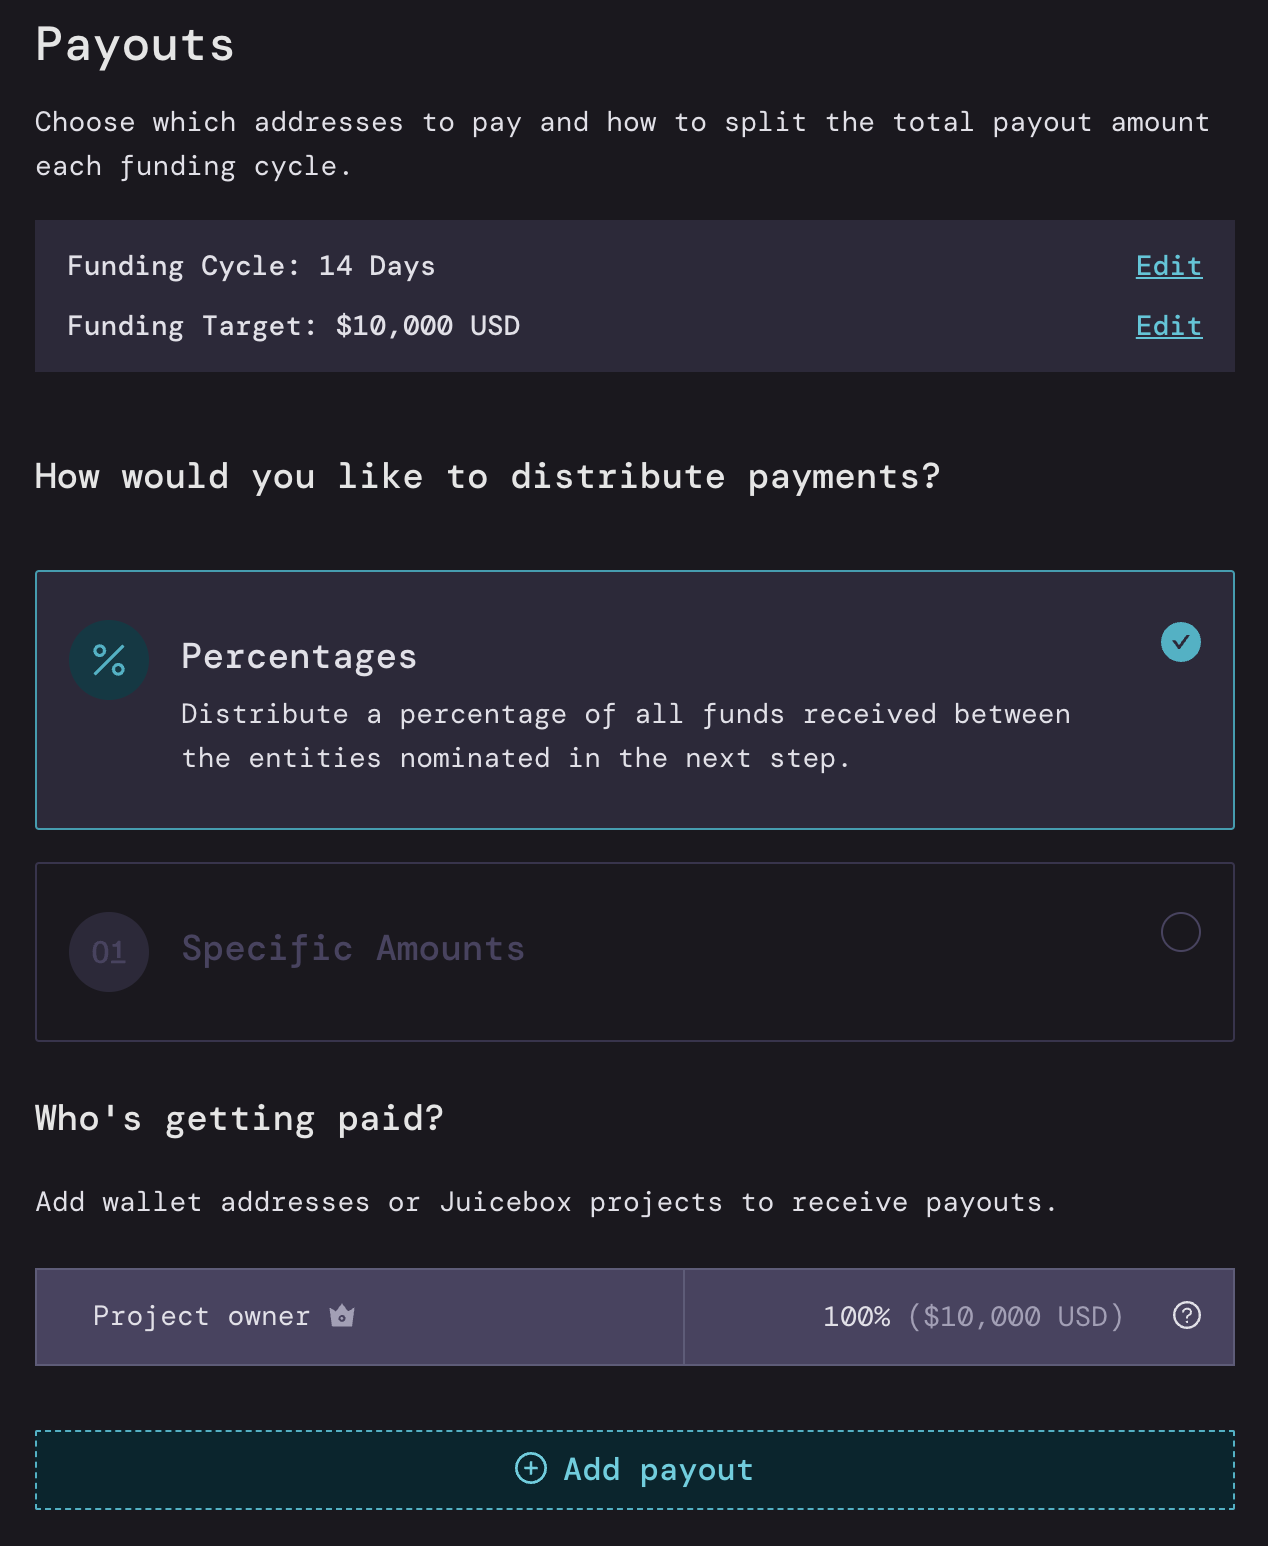 Payouts
Choose which addresses to pay and how to split the total payout amount
each funding cycle.
Funding Cycle: 14 Days
Edit
Funding Target: $10,000 USD
Edit
How would you like to distribute payments?
Percentages
Distribute a percentage of all funds received between
the entities nominated in the next step.
01
Specific Amounts
Who's getting paid?
Add wallet addresses or Juicebox projects to receive payouts.
Project owner
100% ($10,000 USD)
Add payout